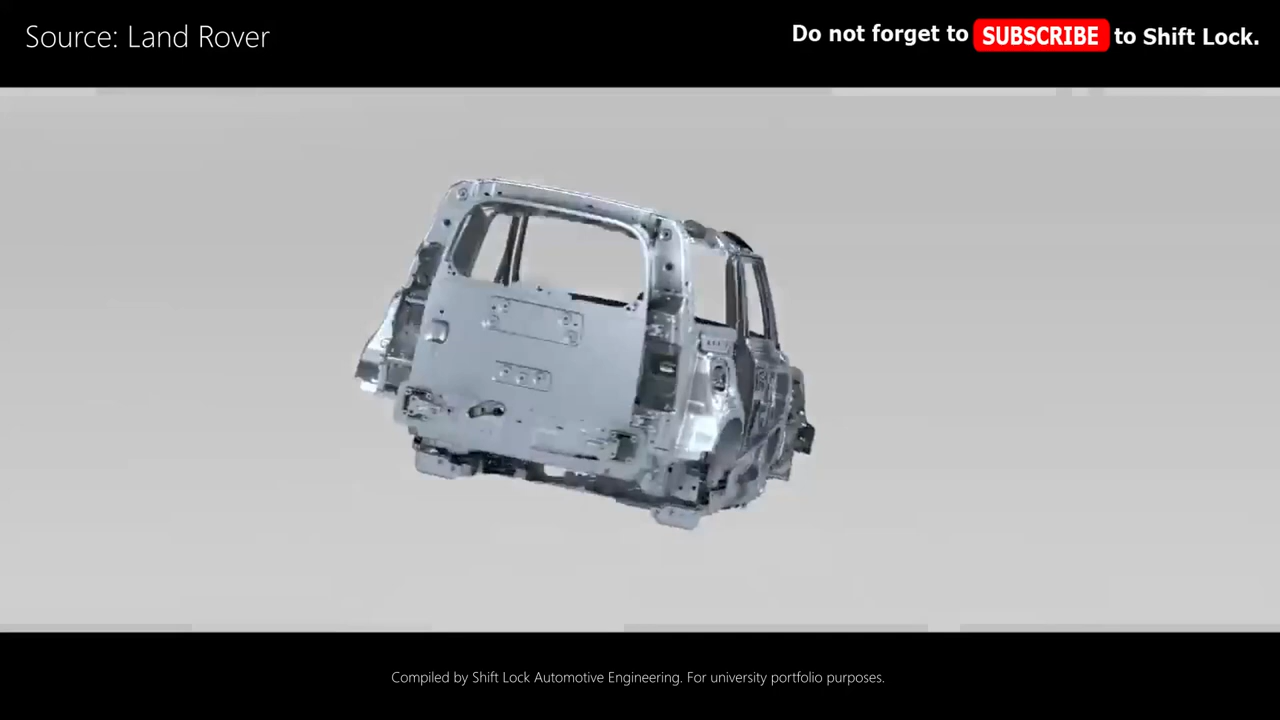 Source: Land Rover
Do not forget to SUBSCRIBE to Shift Lock.
Compiled by Shift Lock Automotive Engineering. For university portfolio purposes.